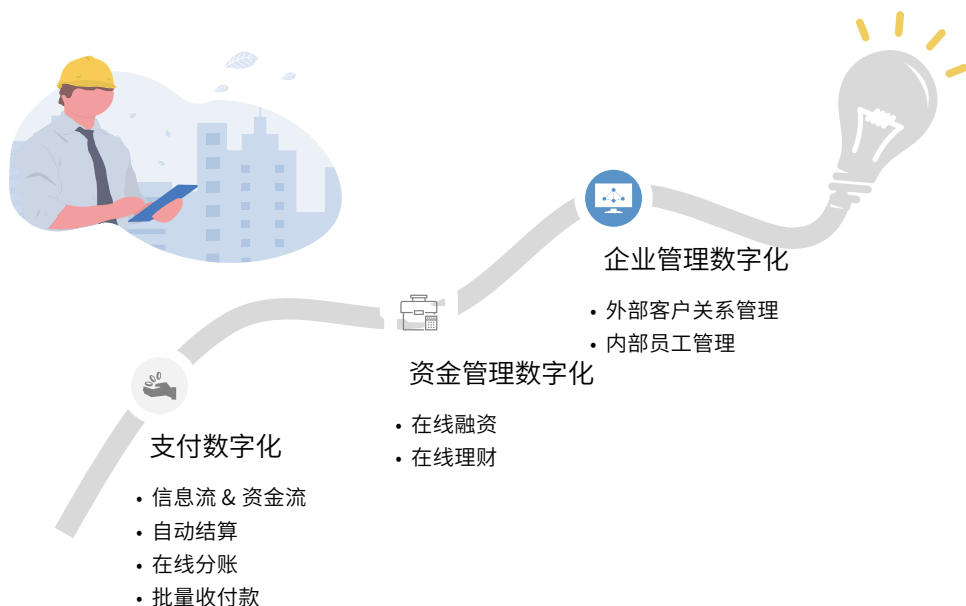 企业管理数字化
• 外部客户关系管理
• 内部员工管理
资金管理数字化
• 在线融资
• 在线理财
支付数字化
• 信息流 & 资金流
• 自动结算
• 在线分账
• 批量收付款